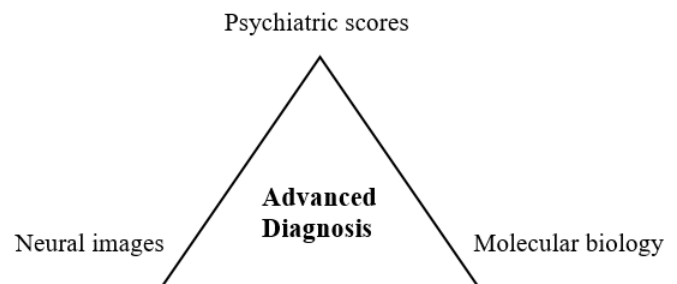 Psychiatric scores
Advanced
Diagnosis
Neural images
Molecular biology